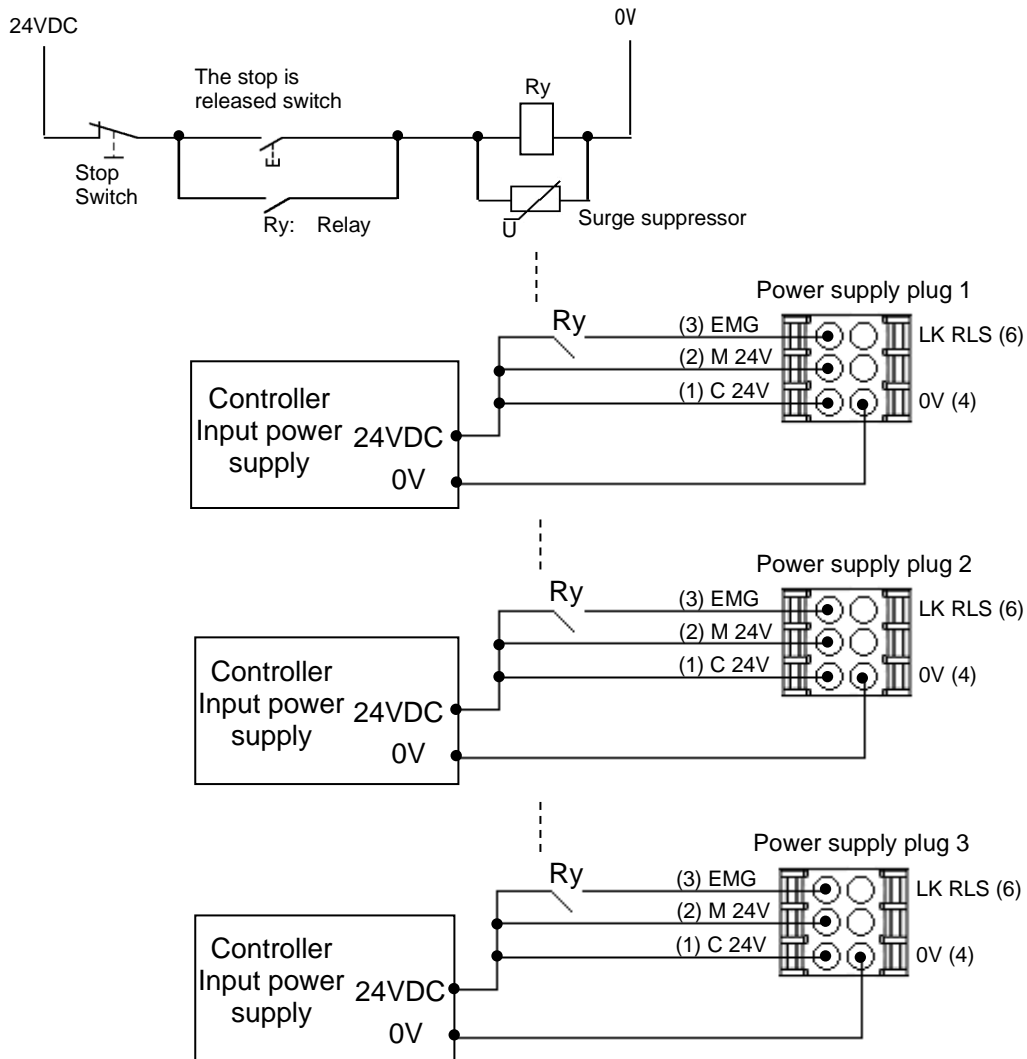 24VDC
0V
The stop is
released switch
Ry
Stop
Switch
Ry: Relay
U
Surge suppressor
Power supply plug 1
Ry
(3) EMG
LK RLS (6)
(2) M 24V
(1) C 24V
0V (4)
Controller
Input power
supply
24VDC
0V
Power supply plug 2
Ry
(3) EMG
LK RLS (6)
(2) M 24V
(1) C 24V
0V (4)
Controller
Input power
supply
24VDC
0V
Power supply plug 3
Ry
(3) EMG
LK RLS (6)
(2) M 24V
(1) C 24V
0V (4)
Controller
Input power
supply
24VDC
0V